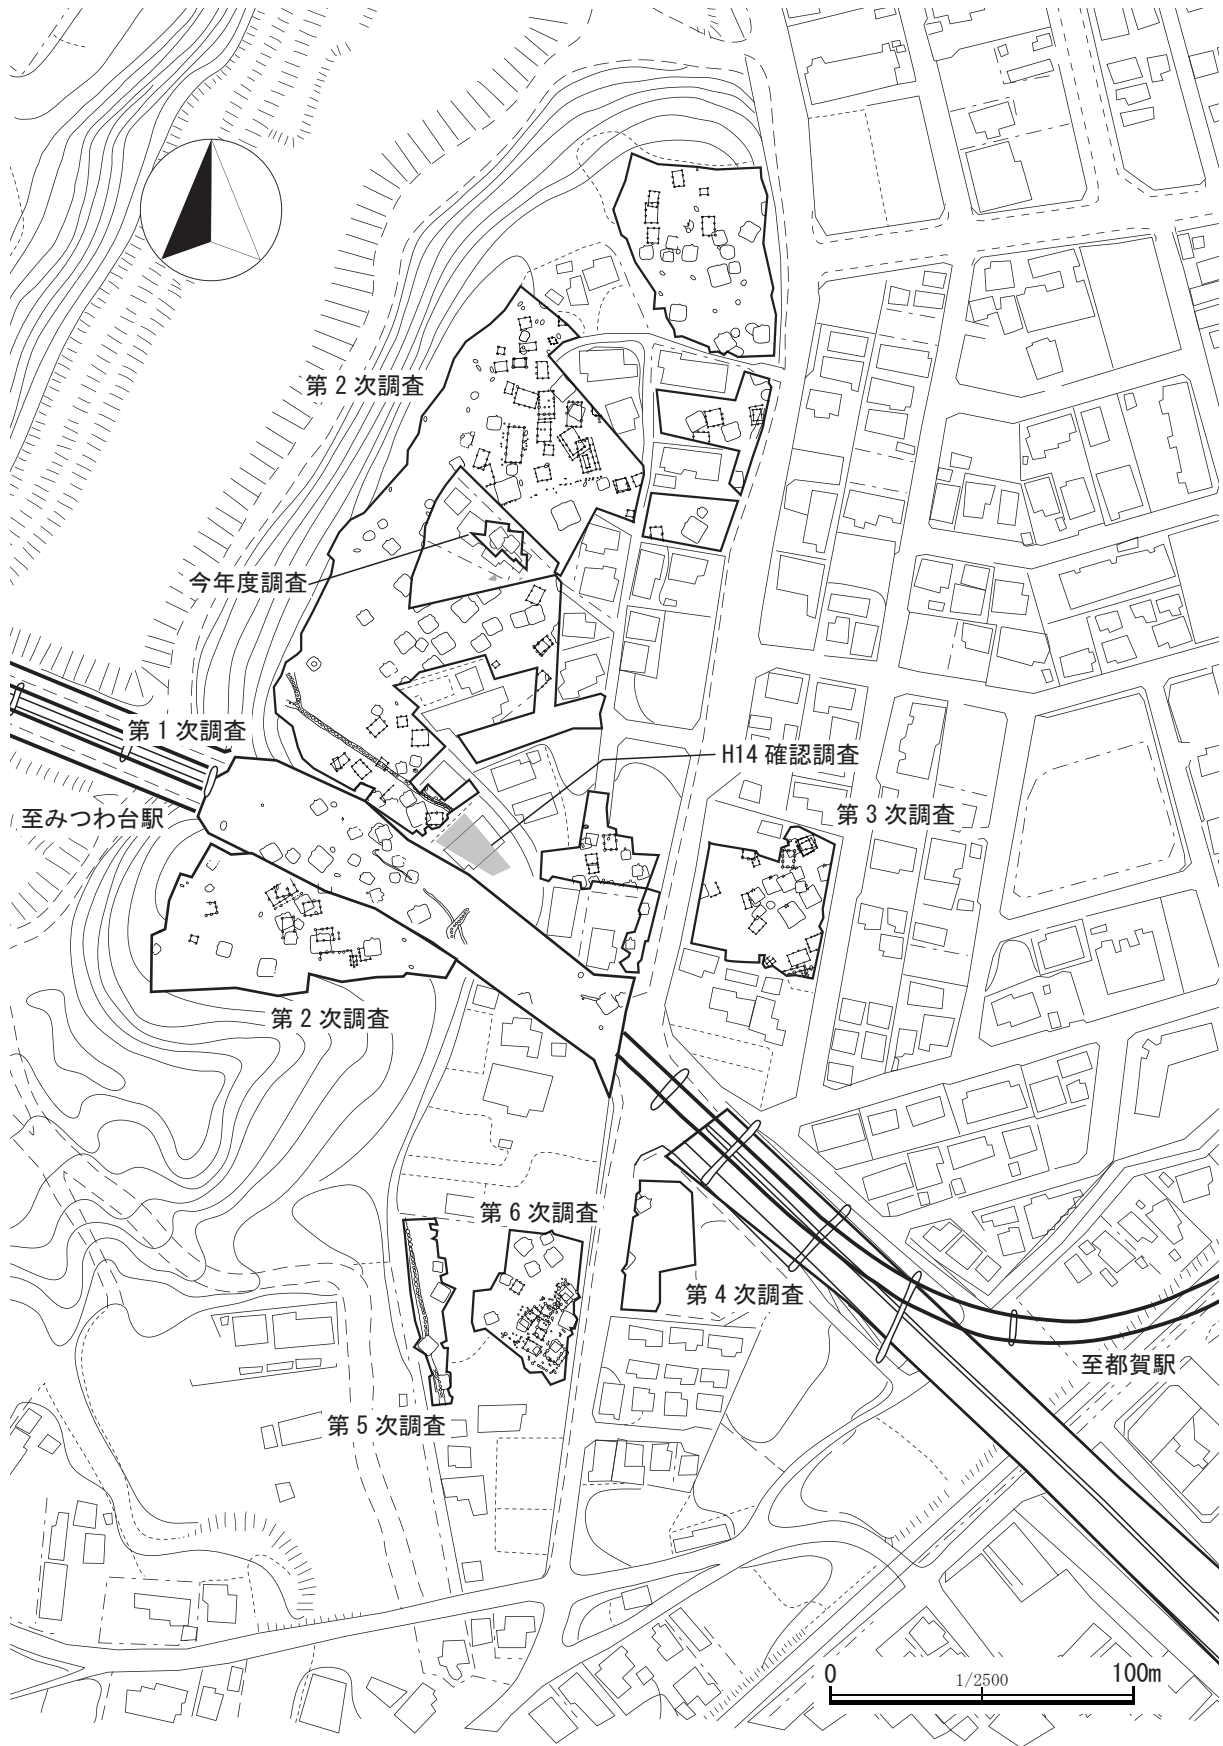 第２次調査
今年度調査
第１次調査
H14 確認調査
至みつわ台駅
第３次調査
第２次調査
第６次調査
第４次調査
至都賀駅
第５次調査
0 1/2500 100m